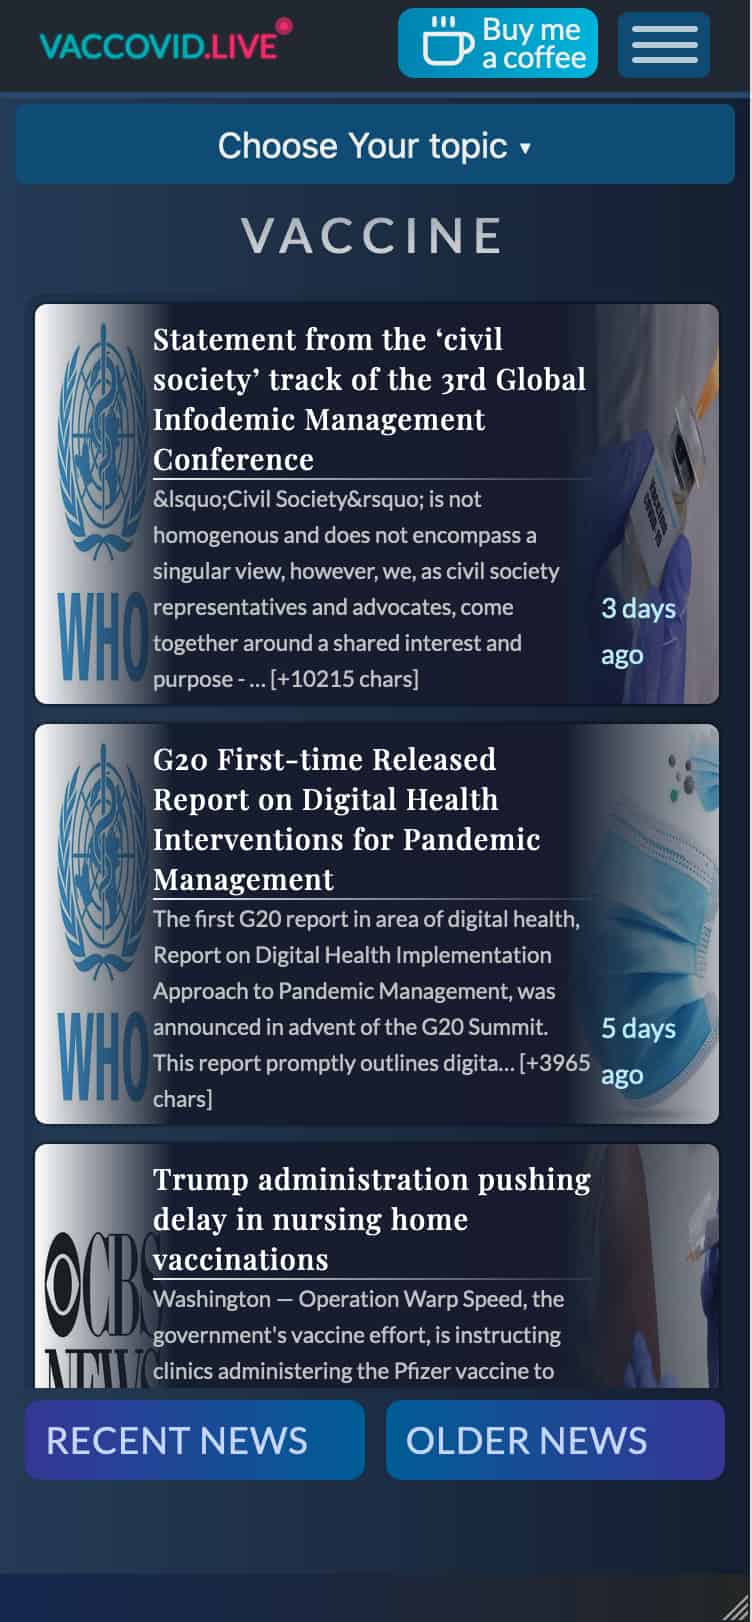 VACCOVID.LIVE
Buy me
a coffee
Choose Your topic ▾
VACCINE
Statement from the ‘civil
society’ track of the 3rd Global
Infodemic Management
Conference
&lsquo;Civil Society&rsquo; is not
homogenous and does not encompass a
singular view, however, we, as civil society
representatives and advocates, come
together around a shared interest and
purpose - ... [+10215 chars]
WHO
3 days
ago
G20 First-time Released
Report on Digital Health
Interventions for Pandemic
Management
The first G20 report in area of digital health,
Report on Digital Health Implementation
Approach to Pandemic Management, was
announced in advent of the G20 Summit.
This report promptly outlines digita... [+3965
chars]
WHO
5 days
ago
Trump administration pushing
delay in nursing home
vaccinations
Washington — Operation Warp Speed, the
government's vaccine effort, is instructing
clinics administering the Pfizer vaccine to
CBS
NEWS
RECENT NEWS
OLDER NEWS